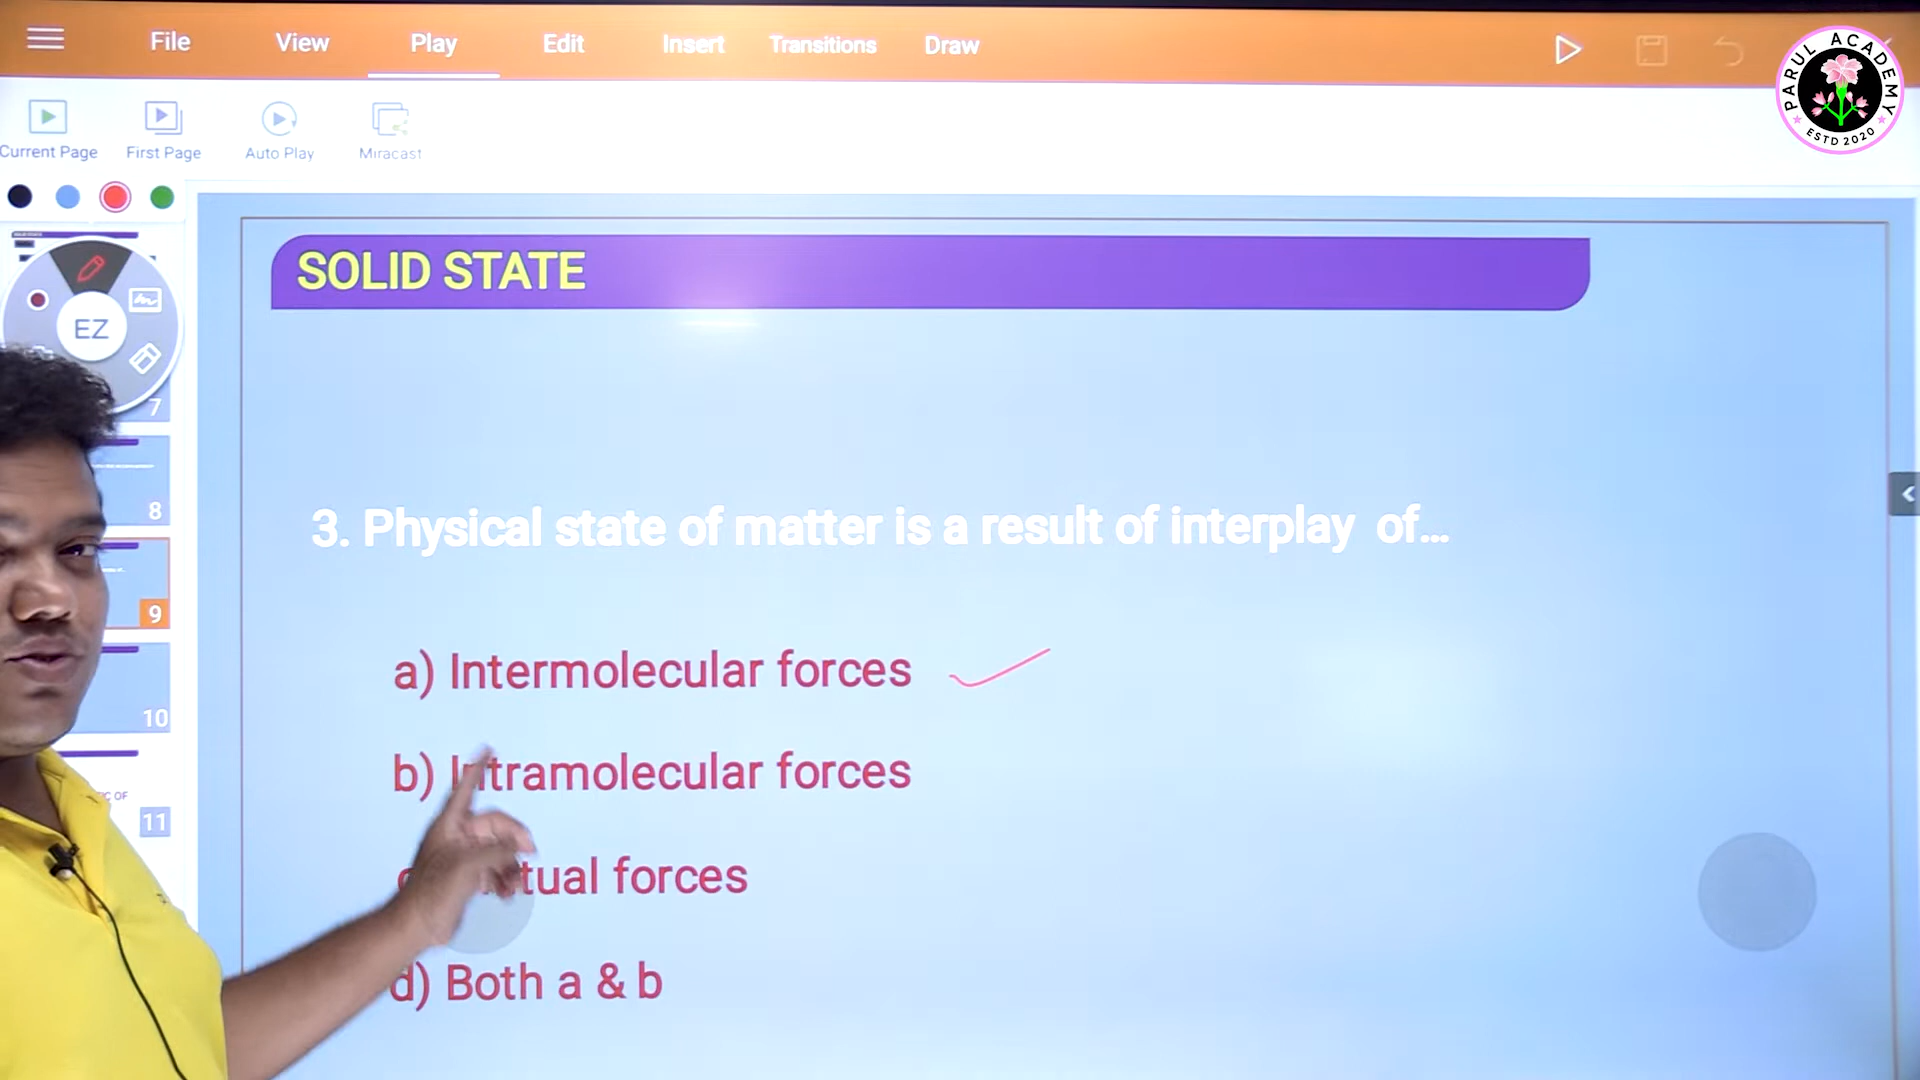 File View Play Edit Insert Transitions Draw
Current Page First Page Auto Play Miracast
PARUL ACADEMY
ESTD 2020
EZ
SOLID STATE
7
8
9
10
11
3. Physical state of matter is a result of interplay of...
a) Intermolecular forces
b) Intramolecular forces
forces
d) Both a & b